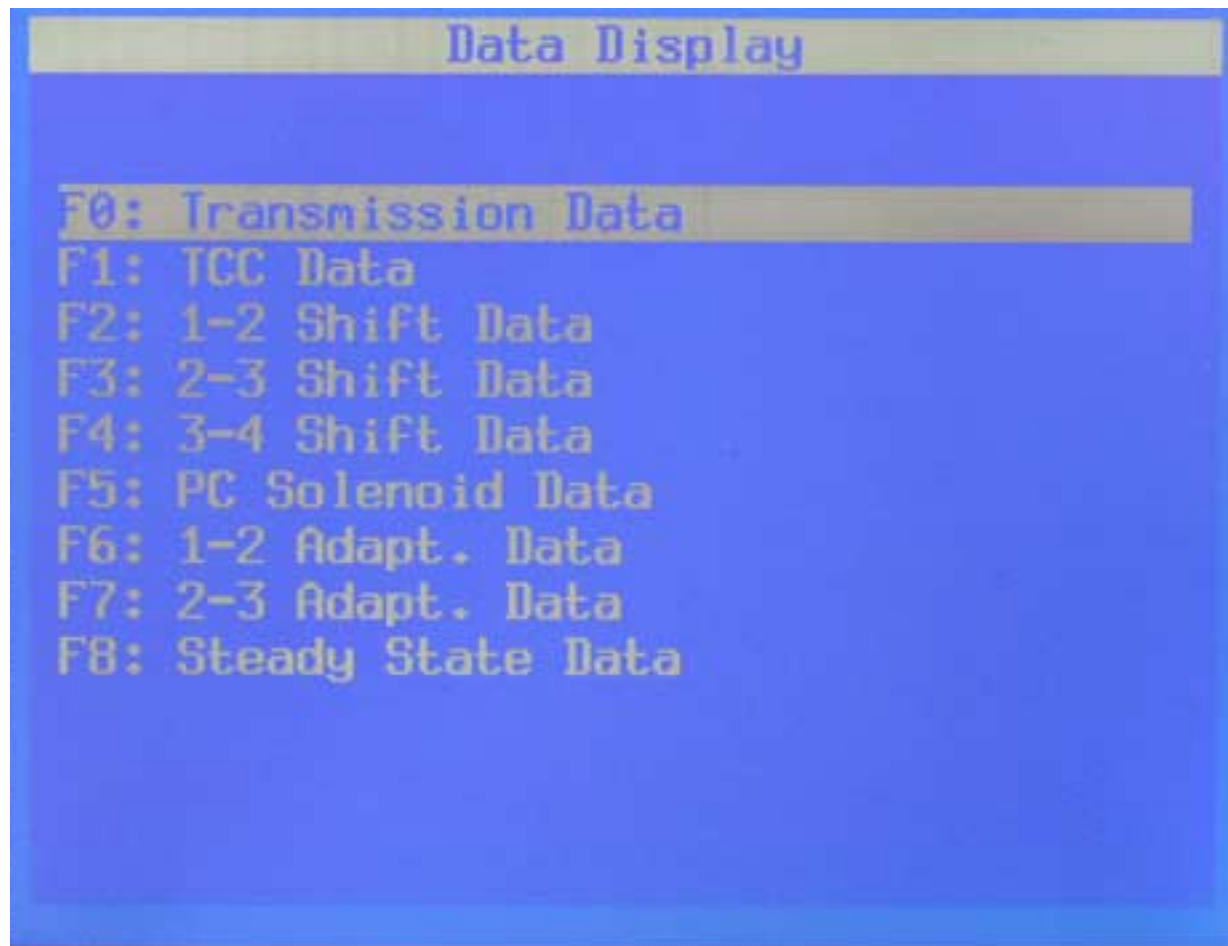 Data Display
F0: Transmission Data
F1: TCC Data
F2: 1-2 Shift Data
F3: 2-3 Shift Data
F4: 3-4 Shift Data
F5: PC Solenoid Data
F6: 1-2 Adapt. Data
F7: 2-3 Adapt. Data
F8: Steady State Data